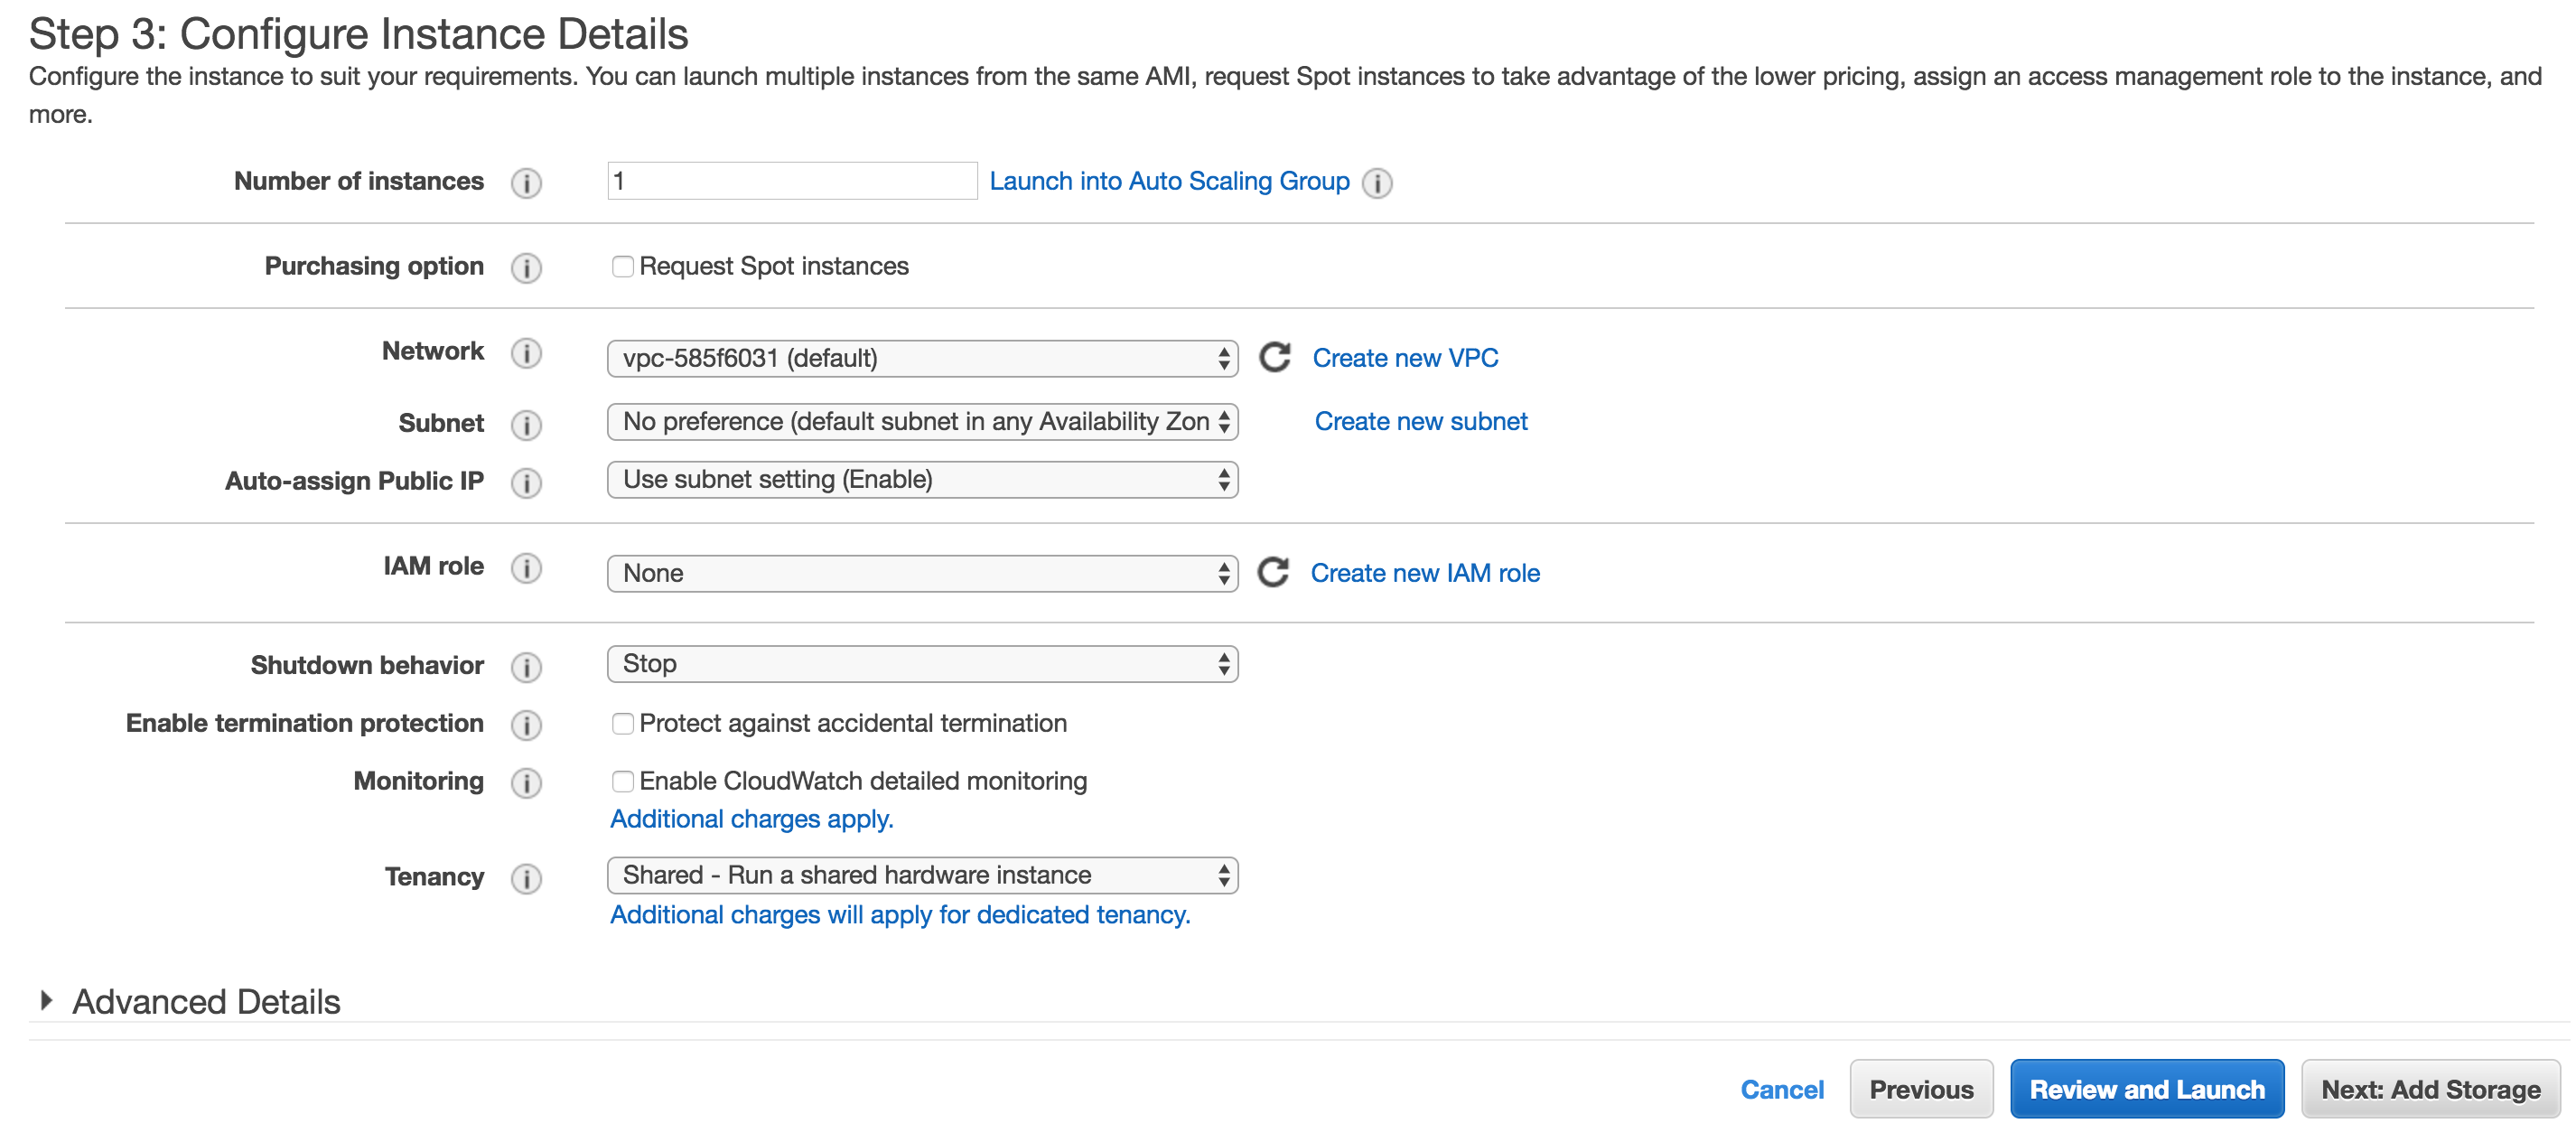 Step 3: Configure Instance Details
Configure the instance to suit your requirements. You can launch multiple instances from the same AMI, request Spot instances to take advantage of the lower pricing, assign an access management role to the instance, and
more.
Number of instances 1 Launch into Auto Scaling Group
Purchasing option Request Spot instances
Network vpc-585f6031 (default) Create new VPC
Subnet No preference (default subnet in any Availability Zon Create new subnet
Auto-assign Public IP Use subnet setting (Enable)
IAM role None Create new IAM role
Shutdown behavior Stop
Enable termination protection Protect against accidental termination
Monitoring Enable CloudWatch detailed monitoring
Additional charges apply.
Tenancy Shared - Run a shared hardware instance
Additional charges will apply for dedicated tenancy.
Advanced Details
Cancel Previous Review and Launch Next: Add Storage